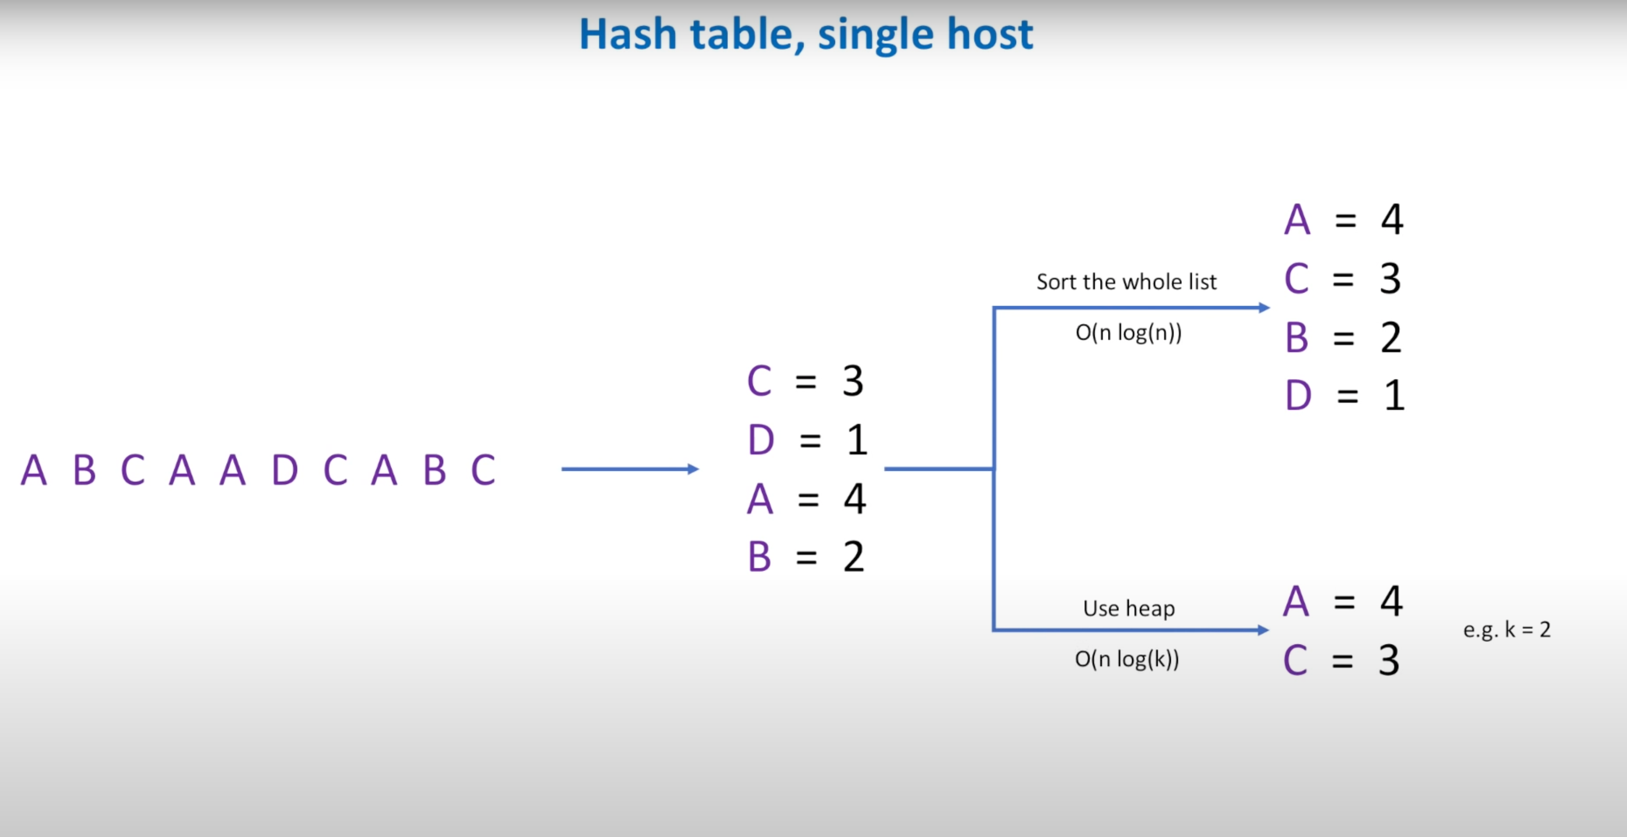 Hash table, single host
A B C A A D C A B C
C = 3
D = 1
A = 4
B = 2
Sort the whole list
O(n log(n))
A = 4
C = 3
B = 2
D = 1
Use heap
O(n log(k))
A = 4
C = 3
e.g. k = 2